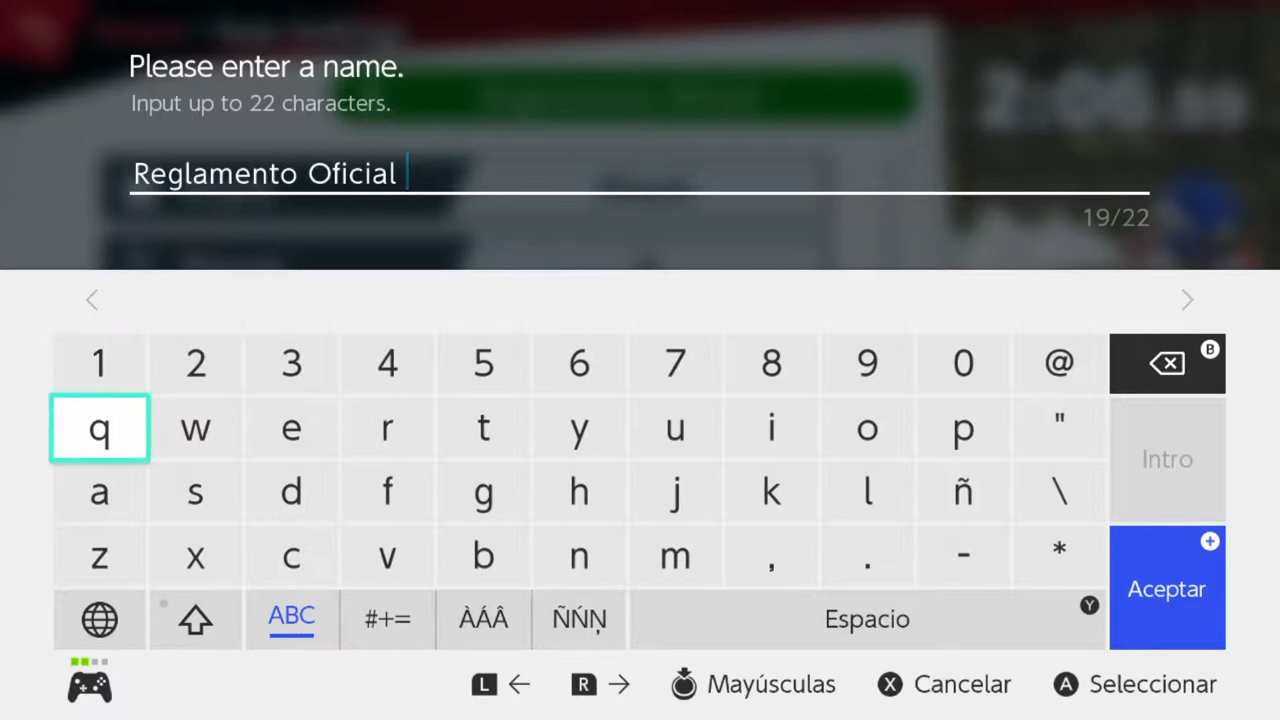 Please enter a name.
Input up to 22 characters.
Reglamento Oficial
19/22
1 2 3 4 5 6 7 8 9 0 @ B
q w e r t y u i o p "
Intro
a s d f g h j k l ñ \
z x c v b n m , . - *
+
Aceptar
ABC #+= ÀÁÂ ÑŃŅ Espacio Y
L ← R → Mayúsculas X Cancelar A Seleccionar